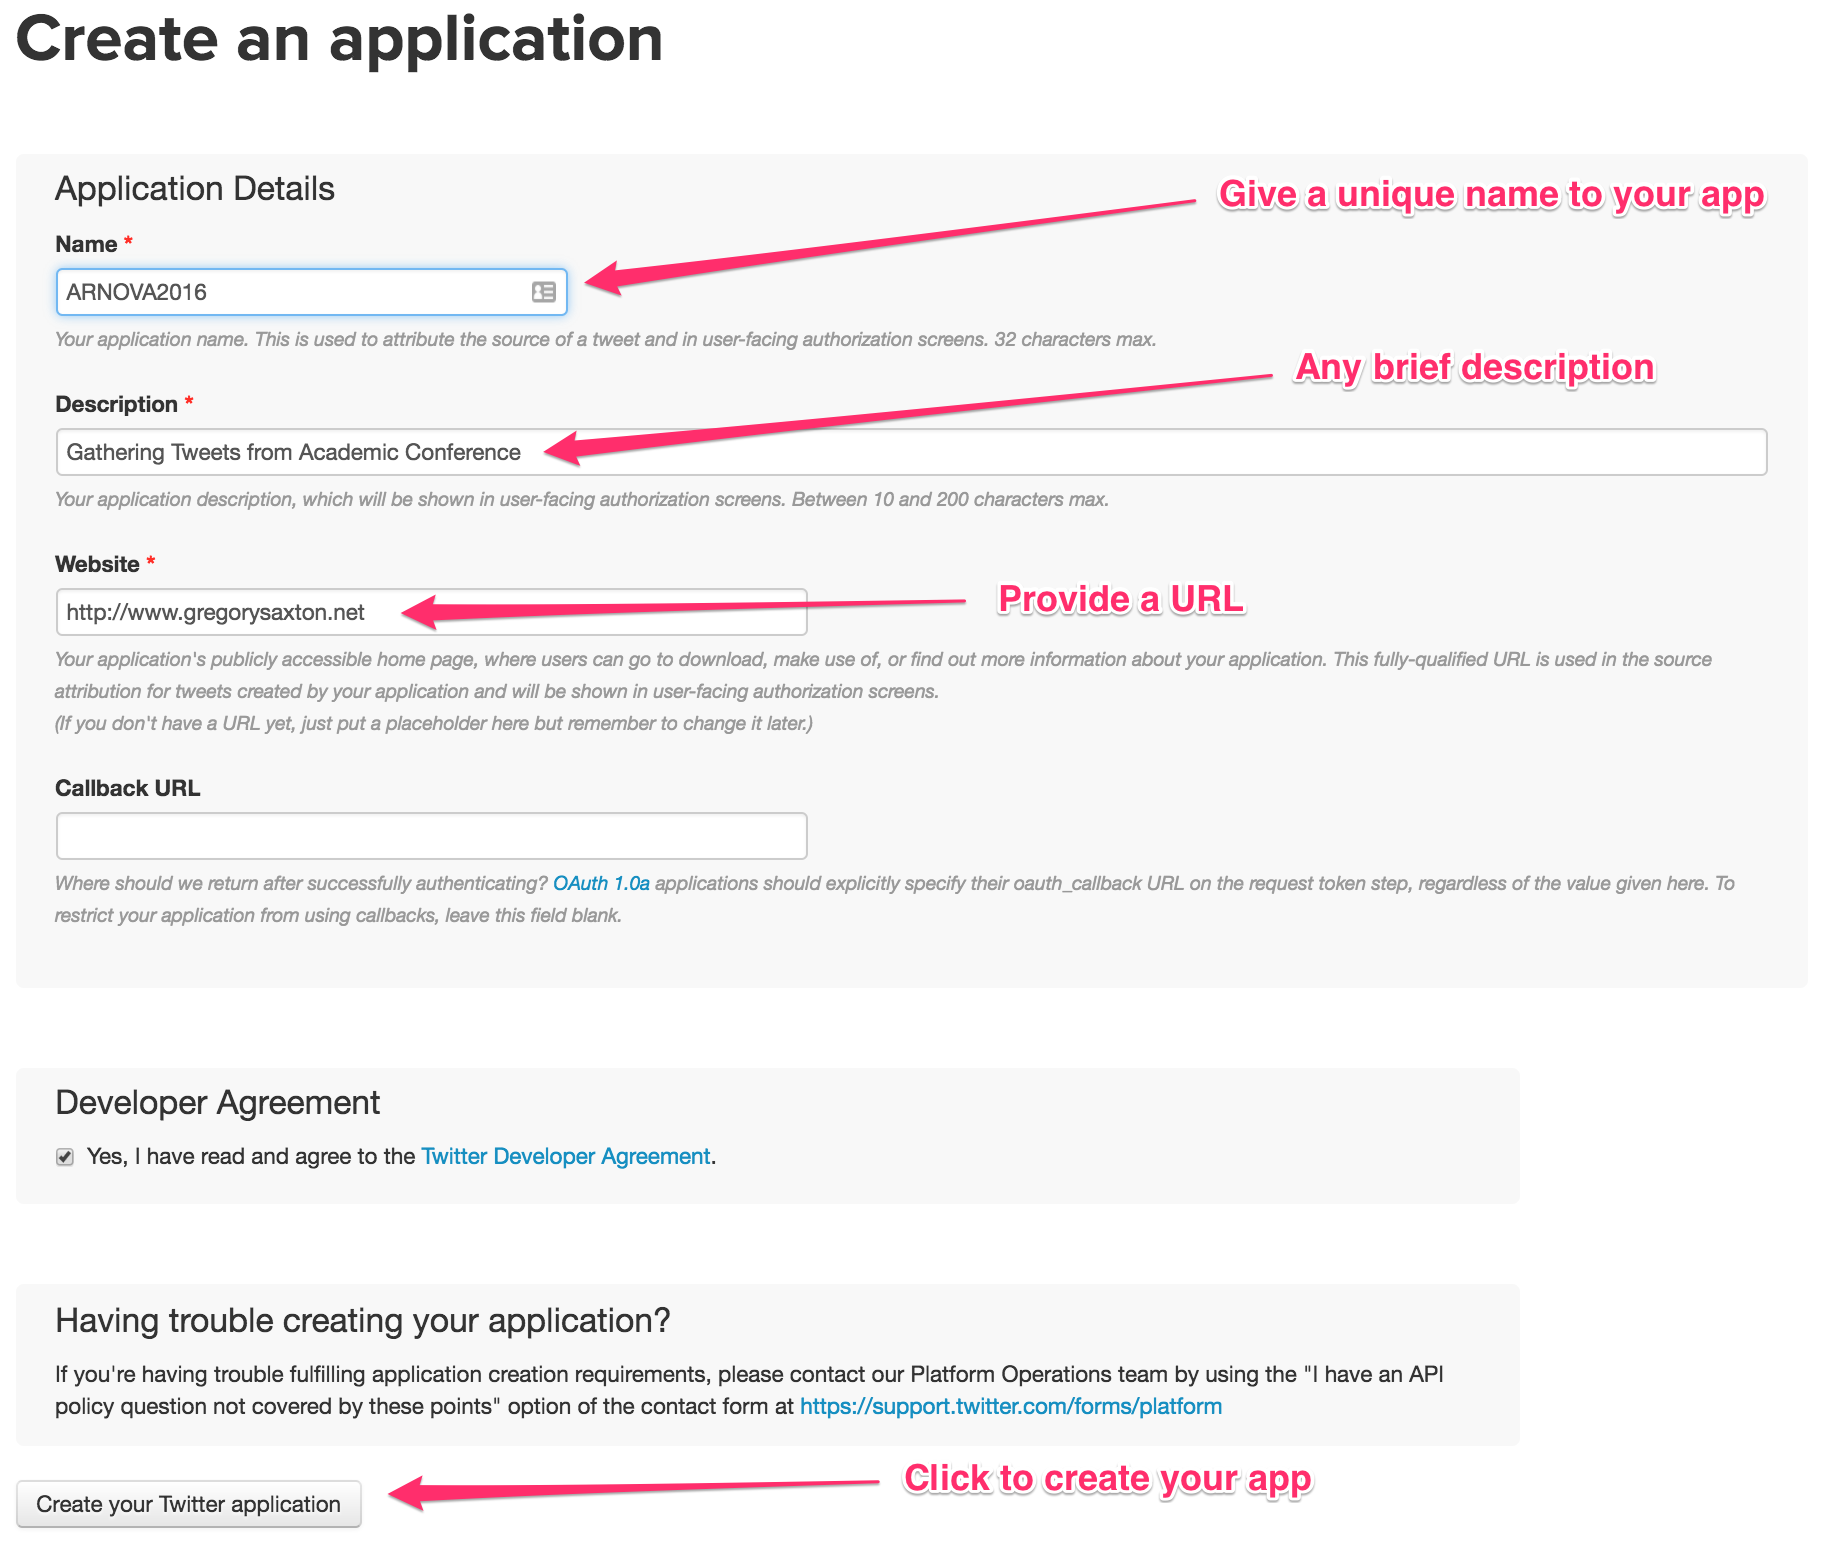 Create an application
Application Details
Give a unique name to your app
Name *
ARNOVA2016
Your application name. This is used to attribute the source of a tweet and in user-facing authorization screens. 32 characters max.
Any brief description
Description *
Gathering Tweets from Academic Conference
Your application description, which will be shown in user-facing authorization screens. Between 10 and 200 characters max.
Website *
http://www.gregorysaxton.net
Provide a URL
Your application's publicly accessible home page, where users can go to download, make use of, or find out more information about your application. This fully-qualified URL is used in the source
attribution for tweets created by your application and will be shown in user-facing authorization screens.
(If you don't have a URL yet, just put a placeholder here but remember to change it later.)
Callback URL
Where should we return after successfully authenticating? OAuth 1.0a applications should explicitly specify their oauth_callback URL on the request token step, regardless of the value given here. To
restrict your application from using callbacks, leave this field blank.
Developer Agreement
Yes, I have read and agree to the Twitter Developer Agreement.
Having trouble creating your application?
If you're having trouble fulfilling application creation requirements, please contact our Platform Operations team by using the "I have an API
policy question not covered by these points" option of the contact form at https://support.twitter.com/forms/platform
Click to create your app
Create your Twitter application